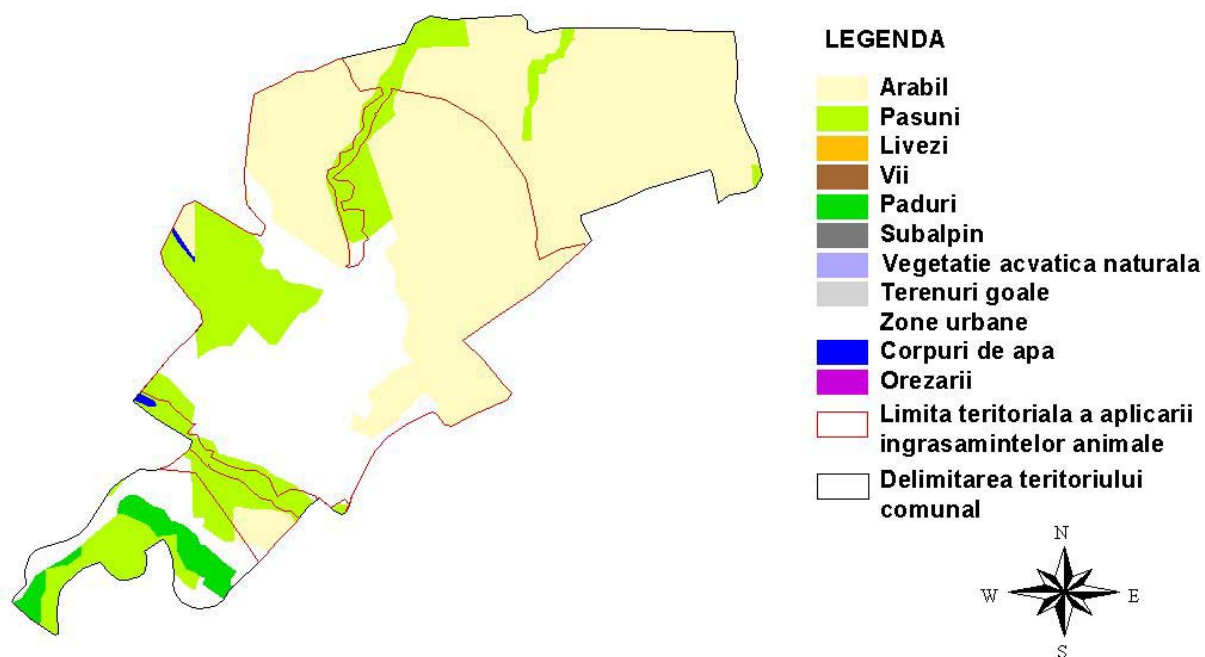 LEGENDA
Arabil
Pasuni
Livezi
Vii
Paduri
Subalpin
Vegetatie acvatica naturala
Terenuri goale
Zone urbane
Corpuri de apa
Orezarii
Limita teritoriala a aplicarii
ingrasamintelor animale
Delimitarea teritoriului
comunal
N
W
E
S